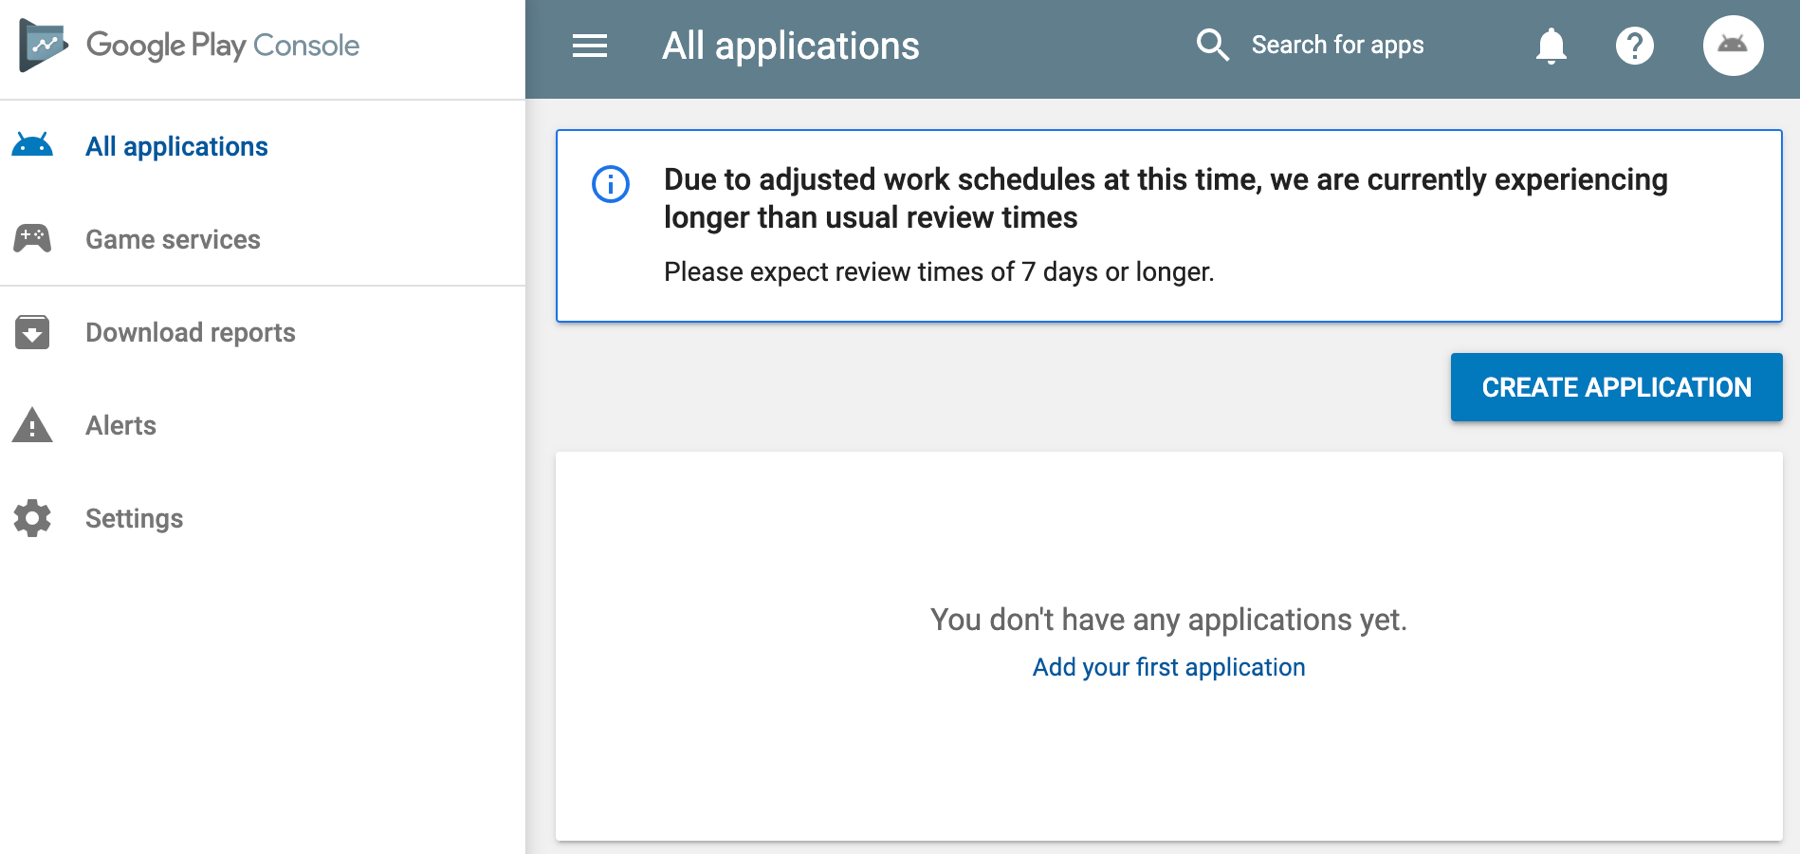 Google Play Console
All applications
Game services
Download reports
Alerts
Settings
All applications
Search for apps
Due to adjusted work schedules at this time, we are currently experiencing
longer than usual review times
Please expect review times of 7 days or longer.
CREATE APPLICATION
You don't have any applications yet.
Add your first application